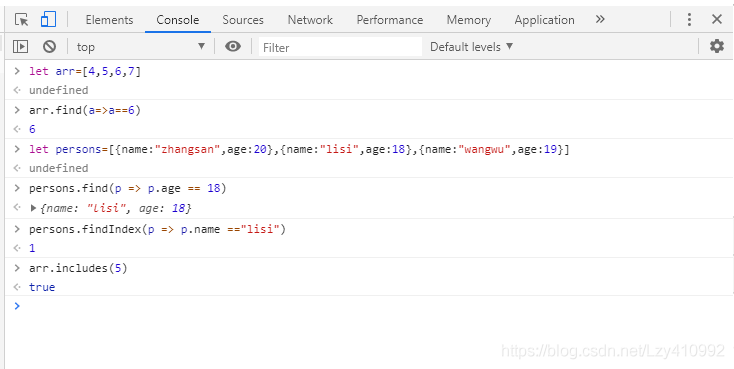 Elements Console Sources Network Performance Memory Application »
top ▼ Filter Default levels ▼
> let arr=[4,5,6,7]
<· undefined
> arr.find(a=>a==6)
<· 6
> let persons=[{name:"zhangsan",age:20},{name:"lisi",age:18},{name:"wangwu",age:19}]
<· undefined
> persons.find(p => p.age == 18)
<· ▶{name: "lisi", age: 18}
> persons.findIndex(p => p.name =="lisi")
<· 1
> arr.includes(5)
<· true
>
https://blog.csdn.net/Lzy410992